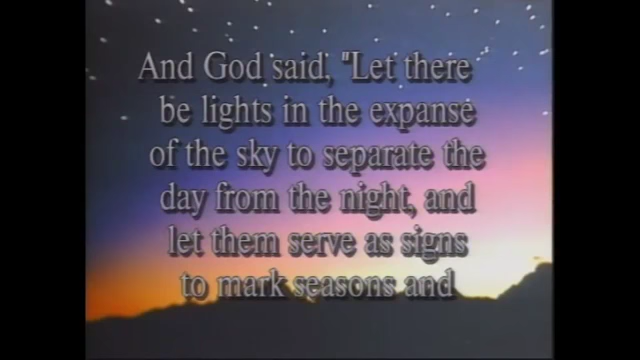 And God said, "Let there
be lights in the expanse
of the sky to separate the
day from the night, and
let them serve as signs
to mark seasons and